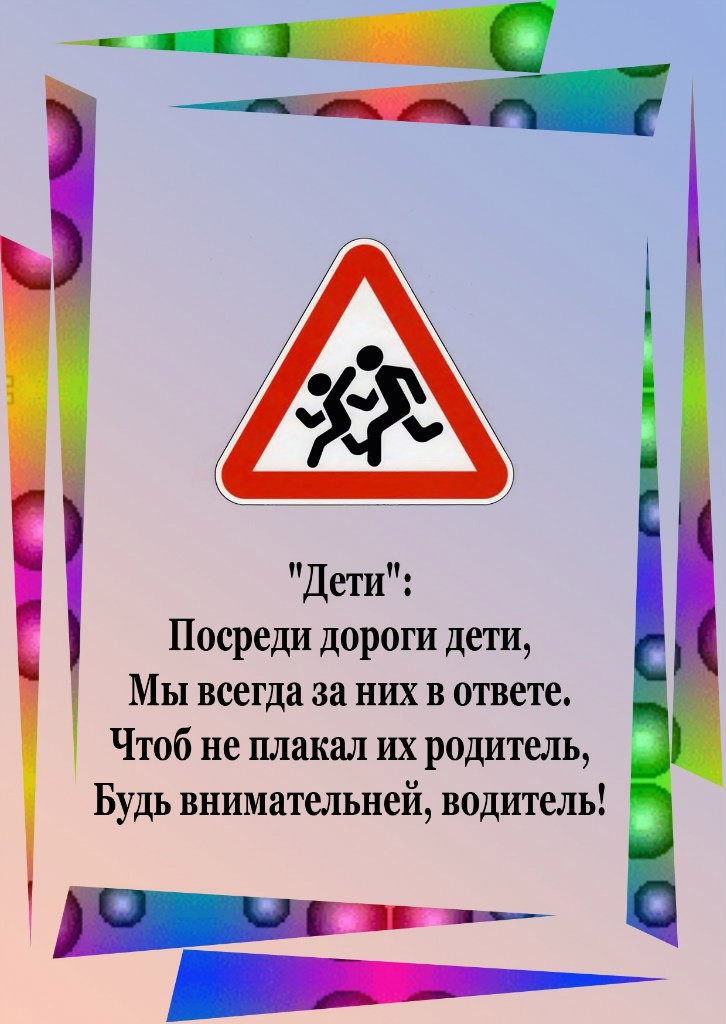 "Дети":
Посреди дороги дети,
Мы всегда за них в ответе.
Чтоб не плакал их родитель,
Будь внимательней, водитель!